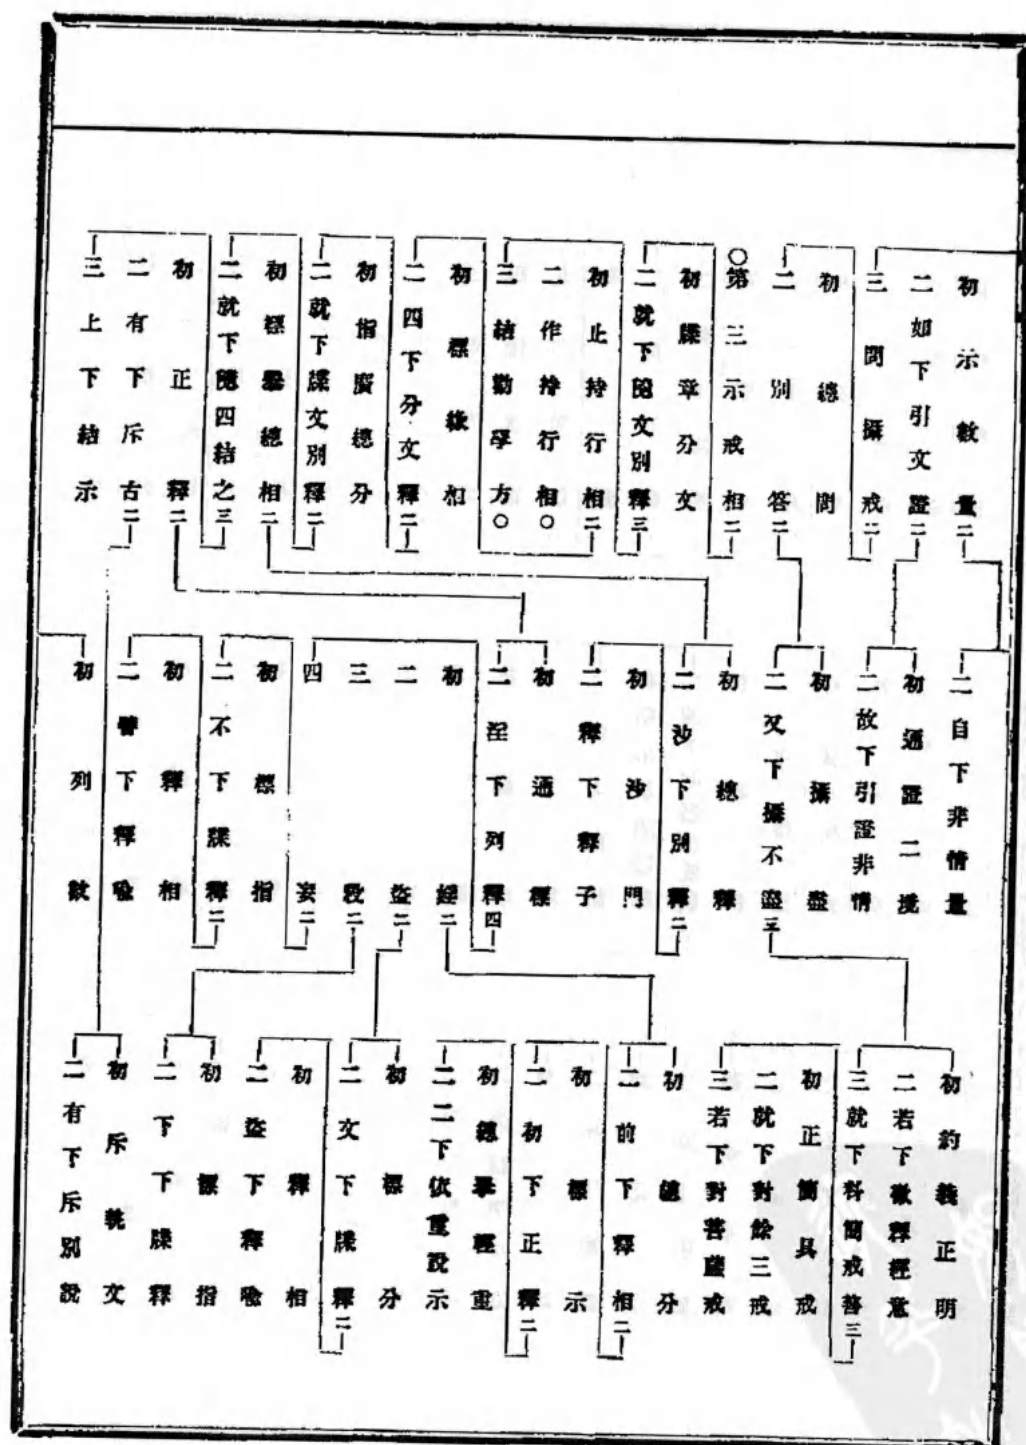 初示數量二
二如下引文證二
三問攝戒二
初總問
二別答二
○第三示戒相二
初牒章分文
二就下隨文別釋三
初止持行相二
二作持行相○
三結勸學方○
初標緣相
二四下分文釋二
初指廣總分
二就下牒文別釋二
初標舉總相二
二就下隨四結之三
初正釋二
二有下斥古二
三上下結示
二自下非情量
初通證二境
二故下引證非情
初攝盡
二文下攝不盡三
初總釋
二沙下別釋二
初沙門
二釋下釋子
初通標
二淫下列釋四
初婬二
二盜二
三殺二
四妄二
初標指
二不下牒釋二
初釋相
二譬下釋喻
初列數
初約義正明
二若下徵釋經意
三就下料簡戒善三
初正簡具戒
二就下對餘三戒
三若下對菩薩戒
初總分
二前下釋相二
初標示
二初下正釋二
初總舉輕重
二二下依重設示
初標分
二文下牒釋二
初釋相
二盜下釋喻
初標指
二下下牒釋
初斥執文
二有下斥別說